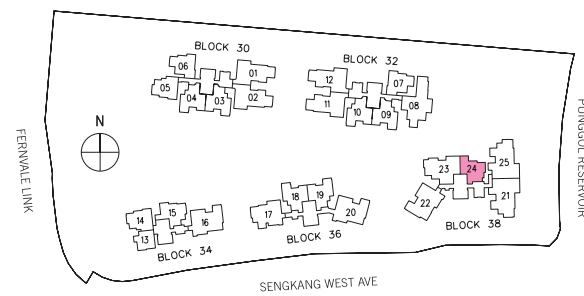 BLOCK 30
06
01
05
04
03
02
BLOCK 32
12
07
11
10
09
08
N
FERNVALE LINK
PUNGGOL RESERVOIR
23
24
25
22
21
BLOCK 38
14
15
16
13
BLOCK 34
18
19
17
20
BLOCK 36
SENGKANG WEST AVE